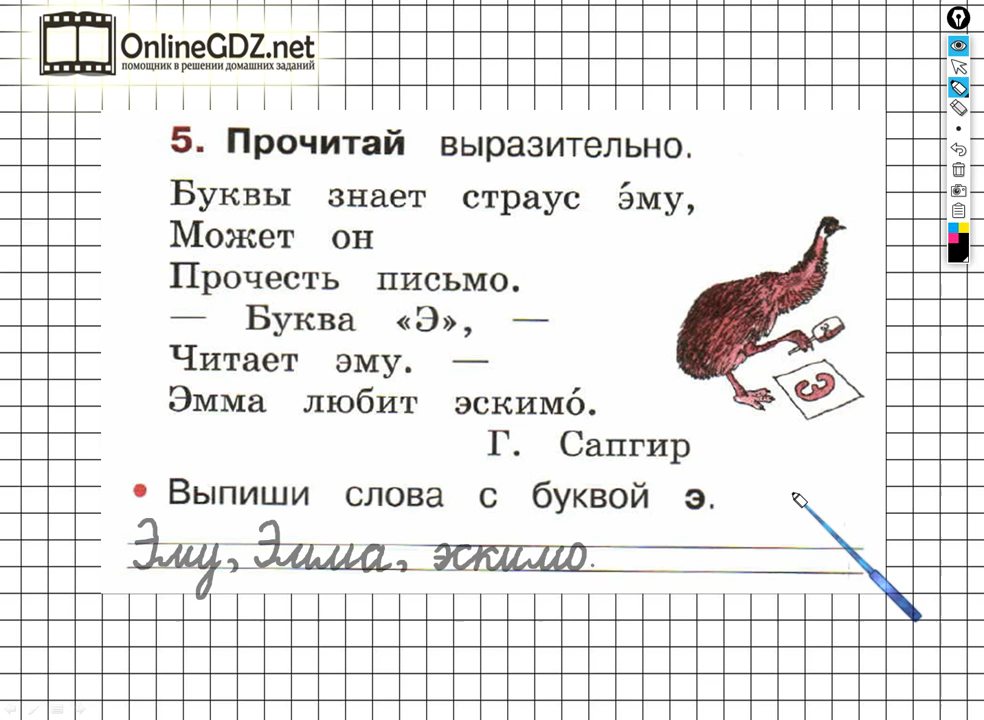 OnlineGDZ.net
помощник в решении домашних заданий
5. Прочитай выразительно.
Буквы знает страус э́му,
Может он
Прочесть письмо.
— Буква «Э», —
Читает эму. —
Эмма любит эскимо́.
Г. Сапгир
• Выпиши слова с буквой э.
Эму, Эмма, эскимо.
Э